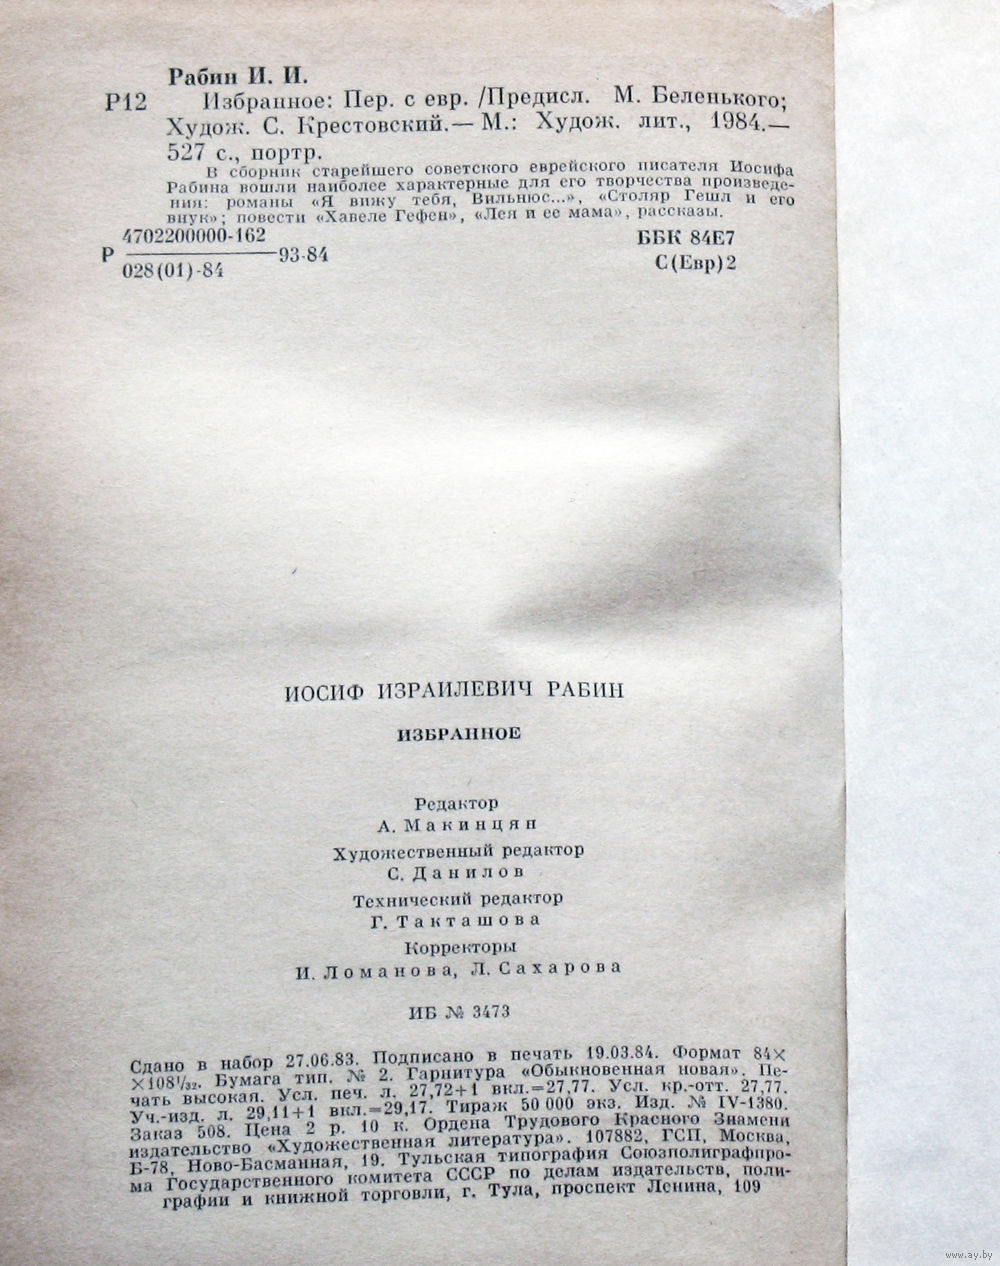 Рабин И. И.
Р12 Избранное: Пер. с евр. /Предисл. М. Беленького;
Худож. С. Крестовский.— М.: Худож. лит., 1984.—
527 с., портр.
В сборник старейшего советского еврейского писателя Иосифа
Рабина вошли наиболее характерные для его творчества произведе-
ния: романы «Я вижу тебя, Вильнюс...», «Столяр Гешл и его
внук»; повести «Хавеле Гефен», «Лея и ее мама», рассказы.
4702200000-162
Р 93-84
028(01)-84
ББК 84Е7
С(Евр)2
ИОСИФ ИЗРАИЛЕВИЧ РАБИН
ИЗБРАННОЕ
Редактор
А. Макинцян
Художественный редактор
С. Данилов
Технический редактор
Г. Такташова
Корректоры
И. Ломанова, Л. Сахарова
ИБ № 3473
Сдано в набор 27.06.83. Подписано в печать 19.03.84. Формат 84×
×108¹/₃₂. Бумага тип. № 2. Гарнитура «Обыкновенная новая». Пе-
чать высокая. Усл. печ. л. 27,72+1 вкл.=27,77. Усл. кр.-отт. 27,77.
Уч.-изд. л. 29,11+1 вкл.=29,17. Тираж 50 000 экз. Изд. № IV-1380.
Заказ 508. Цена 2 р. 10 к. Ордена Трудового Красного Знамени
издательство «Художественная литература». 107882, ГСП, Москва,
Б-78, Ново-Басманная, 19. Тульская типография Союзполиграфпро-
ма Государственного комитета СССР по делам издательств, поли-
графии и книжной торговли, г. Тула, проспект Ленина, 109
www.ay.by